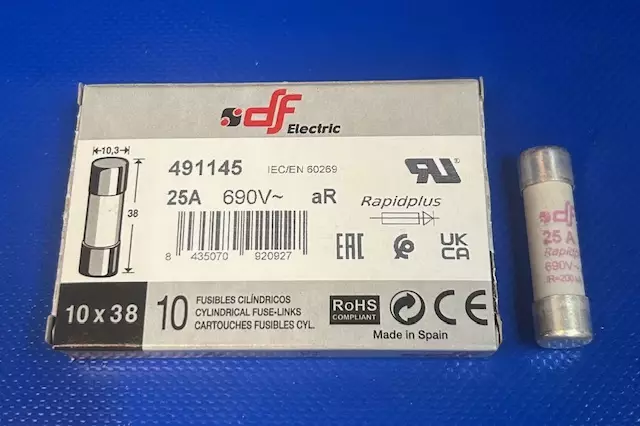 df
Electric
10,3
38
491145
IEC/EN 60269
25A 690V~ aR
Rapidplus
8 435070 920927
EAC
UK
CA
10 x 38
10
FUSIBLES CILÍNDRICOS
CYLINDRICAL FUSE-LINKS
CARTOUCHES FUSIBLES CYL.
RoHS
COMPLIANT
CE
Made in Spain
df
25 A
Rapidplus
690V~